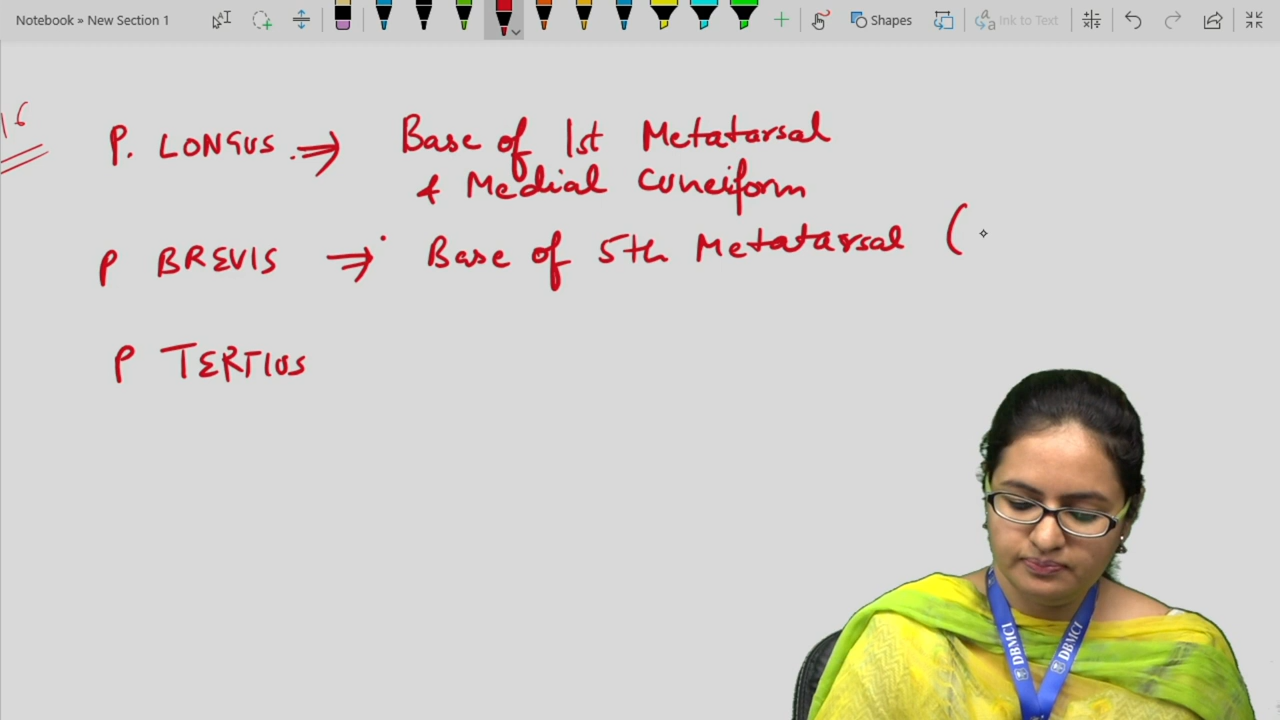 Notebook » New Section 1
Shapes
Ink to Text
16
P. LONGUS ⇒ Base of 1st Metatarsal
& Medial cuneiform
P BREVIS ⇒ Base of 5th Metatarsal (
P TERTIUS
DBMCI
DBMCI